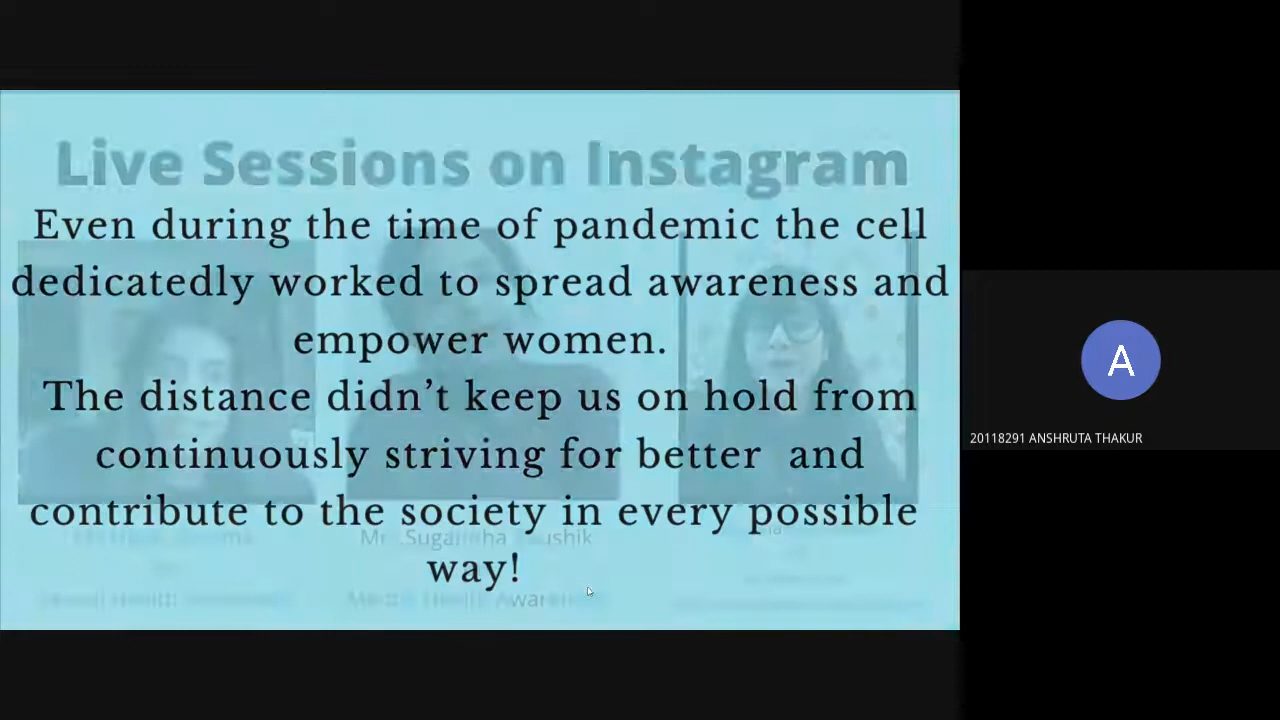 Live Sessions on Instagram
Even during the time of pandemic the cell
dedicatedly worked to spread awareness and
empower women.
The distance didn’t keep us on hold from
continuously striving for better and
contribute to the society in every possible
way!
A
20118291 ANSHRUTA THAKUR